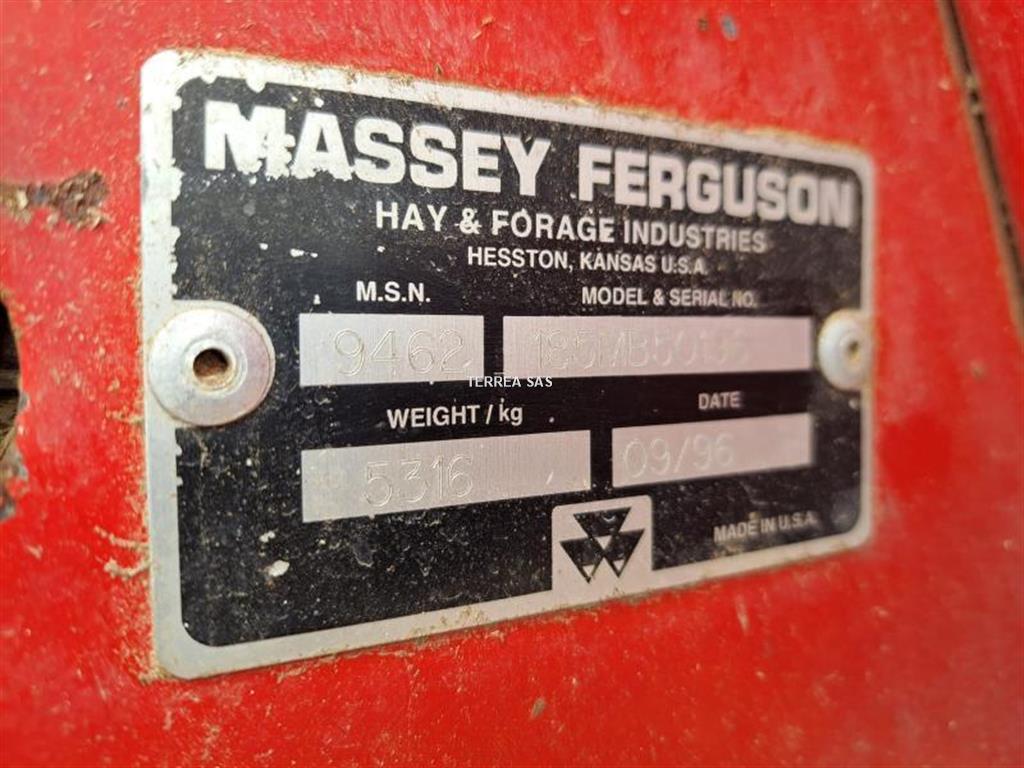 MASSEY FERGUSON
HAY & FORAGE INDUSTRIES
HESSTON, KANSAS U.S.A.
M.S.N. MODEL & SERIAL NO.
9462
TERREA SAS
WEIGHT / kg DATE
5316 09/96
MADE IN U.S.A.